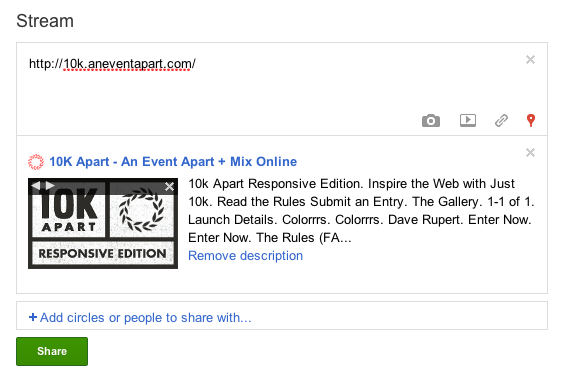 Stream
http://10k.aneventapart.com/
10K Apart - An Event Apart + Mix Online
10K
APART
RESPONSIVE EDITION
10k Apart Responsive Edition. Inspire the Web with Just
10k. Read the Rules Submit an Entry. The Gallery. 1-1 of 1.
Launch Details. Colorrrs. Colorrrs. Dave Rupert. Enter Now.
Enter Now. The Rules (FA...
Remove description
+ Add circles or people to share with...
Share